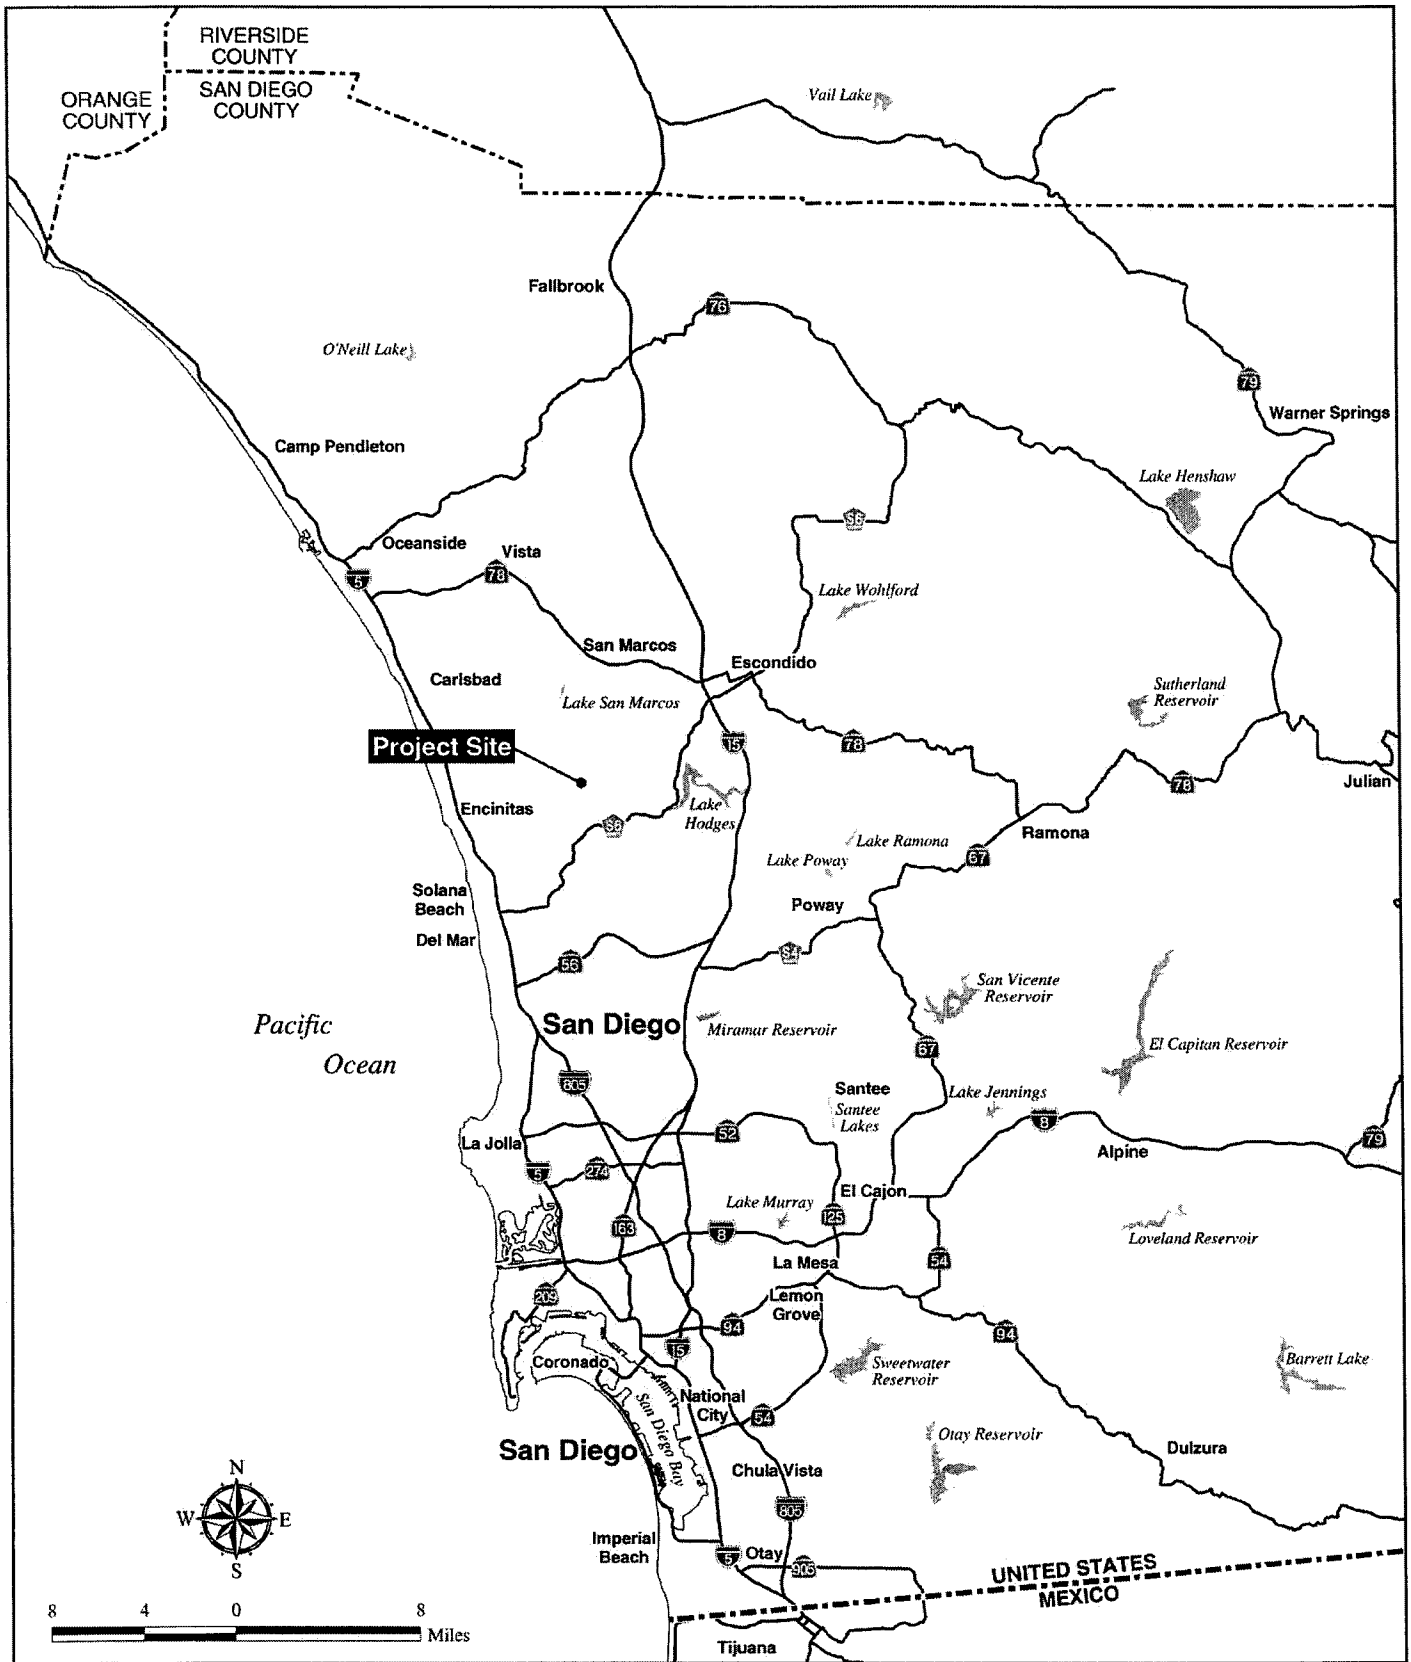 RIVERSIDE
COUNTY
ORANGE
COUNTY
SAN DIEGO
COUNTY
Vail Lake
Fallbrook
76
O'Neill Lake
79
Warner Springs
Camp Pendleton
Lake Henshaw
S6
Oceanside
Vista
5
78
Lake Wohlford
San Marcos
Escondido
Carlsbad
Lake San Marcos
Sutherland
Reservoir
Project Site
15
78
78
Julian
Encinitas
Lake
Hodges
S6
Ramona
Lake Ramona
67
Lake Poway
Solana
Beach
Poway
Del Mar
56
S4
San Vicente
Reservoir
Pacific
Ocean
San Diego
Miramar Reservoir
El Capitan Reservoir
67
805
Santee
Santee
Lakes
Lake Jennings
8
La Jolla
52
79
Alpine
5
274
El Cajon
Lake Murray
163
8
125
Loveland Reservoir
54
La Mesa
209
Lemon
Grove
94
94
15
Coronado
Sweetwater
Reservoir
Barrett Lake
National
City
54
San Diego Bay
Otay Reservoir
San Diego
Dulzura
Chula Vista
805
N
W
E
S
Imperial
Beach
5
Otay
905
UNITED STATES
MEXICO
8
4
0
8
Miles
Tijuana